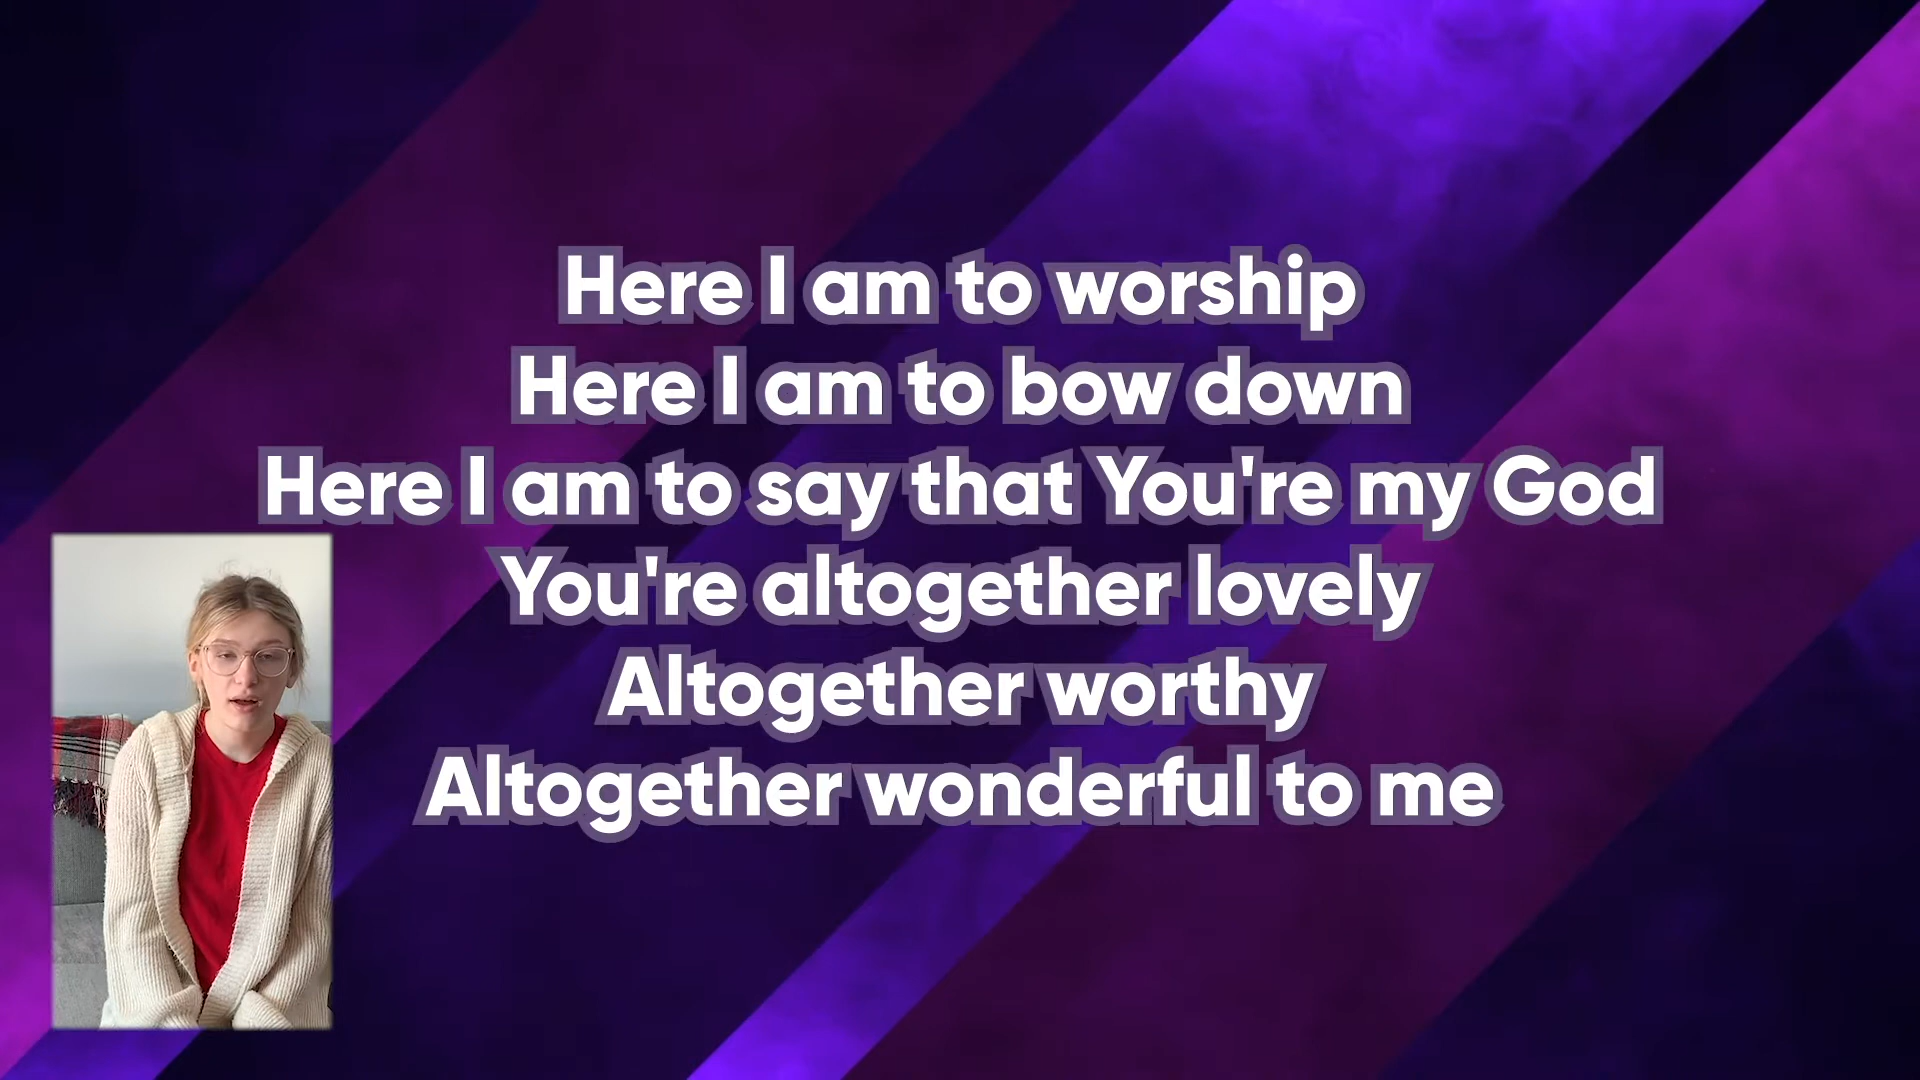 Here I am to worship
Here I am to bow down
Here I am to say that You're my God
You're altogether lovely
Altogether worthy
Altogether wonderful to me